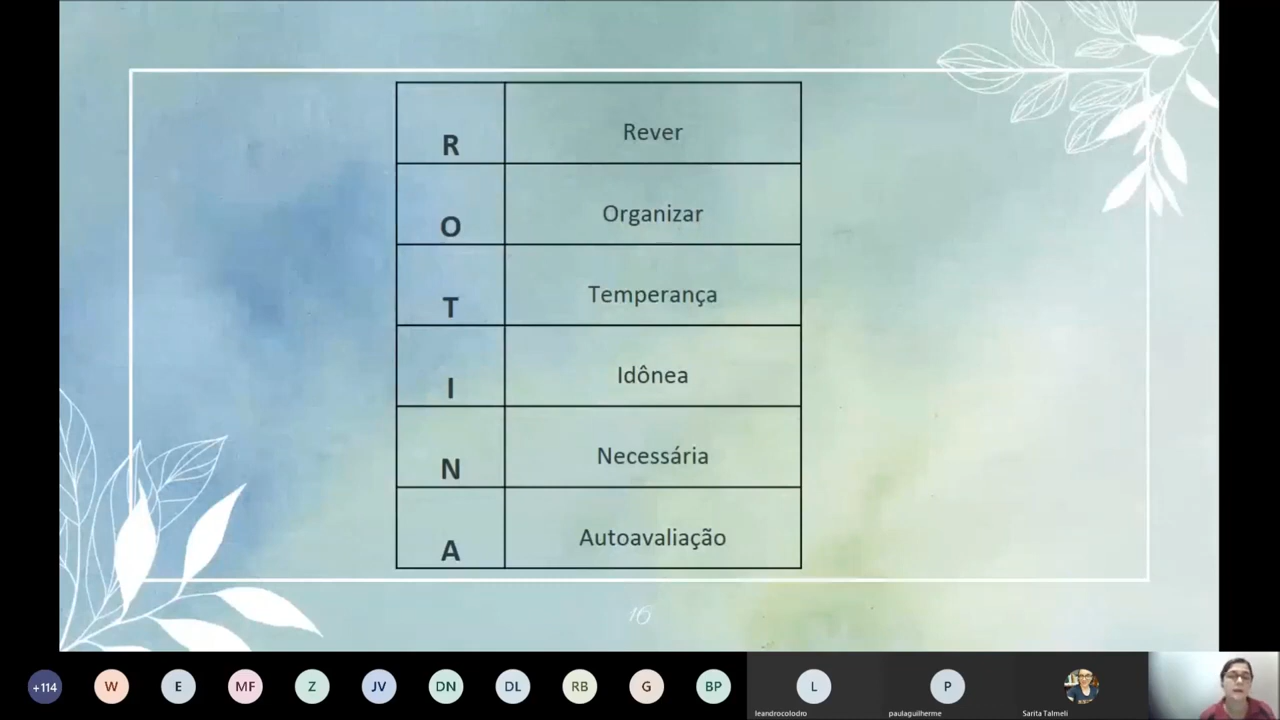 R Rever
O Organizar
T Temperança
I Idônea
N Necessária
A Autoavaliação
16
+114 W E MF Z JV DN DL RB G BP L P
leandrocolodro paulaguilherme Sarita Talmeli